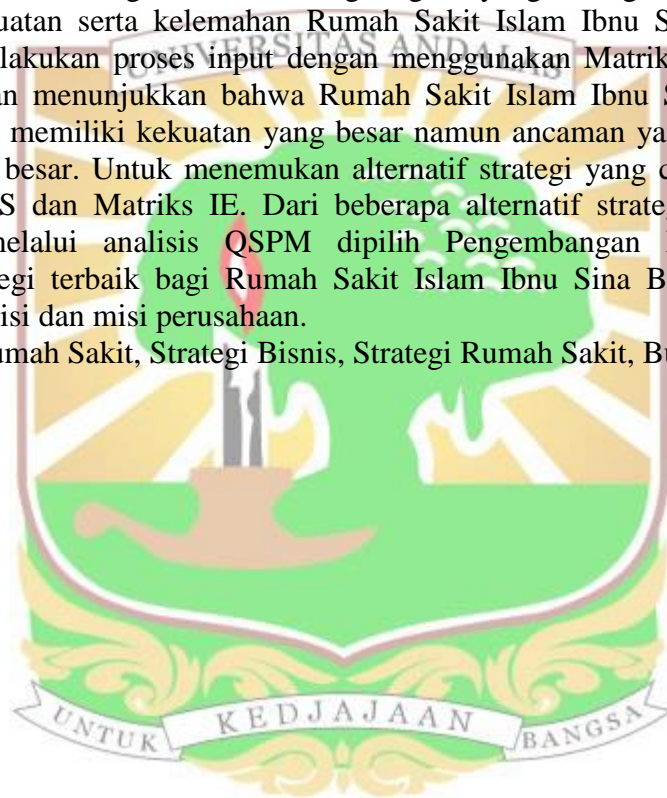 uatan serta kelemahan Rumah Sakit Islam Ibnu S
lakukan proses input dengan menggunakan Matrik
UNIVERSITAS ANDALAS
an menunjukkan bahwa Rumah Sakit Islam Ibnu S
memiliki kekuatan yang besar namun ancaman ya
besar. Untuk menemukan alternatif strategi yang
S dan Matriks IE. Dari beberapa alternatif strate
melalui analisis QSPM dipilih Pengembangan
egi terbaik bagi Rumah Sakit Islam Ibnu Sina B
isi dan misi perusahaan.
umah Sakit, Strategi Bisnis, Strategi Rumah Sakit, Bu
UNTUK KEDJAJAAN BANGSA